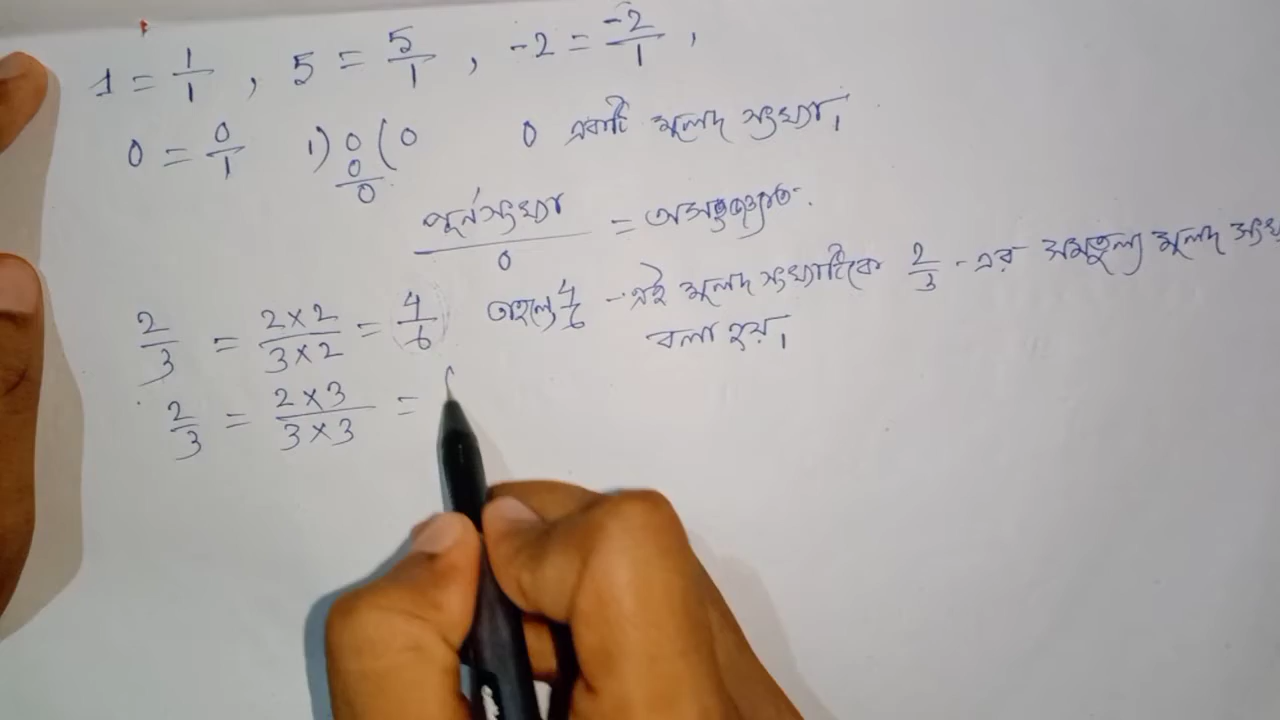 1 = 1/1 , 5 = 5/1 , -2 = -2/1 ,
0 = 0/1 1) 0 ( 0 0 একটি মূলদ সংখ্যা।
0
0
পূর্ণসংখ্যা / 0 = অসংজ্ঞাত.
2/3 = 2×2 / 3×2 = 4/6 তাহলে 4/6 - এই মূলদ সংখ্যাটিকে 2/3 - এর সমতুল্য মূলদ
বলা হয়।
2/3 = 2×3 / 3×3 =